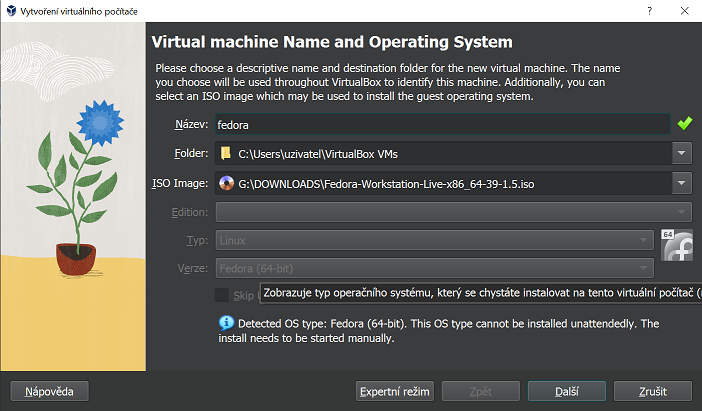 Vytvoření virtuálního počítače
Virtual machine Name and Operating System
Please choose a descriptive name and destination folder for the new virtual machine. The name
you choose will be used throughout VirtualBox to identify this machine. Additionally, you can
select an ISO image which may be used to install the guest operating system.
Název: fedora
Folder: C:\Users\uzivatel\VirtualBox VMs
ISO Image: G:\DOWNLOADS\Fedora-Workstation-Live-x86_64-39-1.5.iso
Edition:
Typ: Linux
64
Verze: Fedora (64-bit)
Skip
Zobrazuje typ operačního systému, který se chystáte instalovat na tento virtuální počítač
Detected OS type: Fedora (64-bit). This OS type cannot be installed unattendedly. The
install needs to be started manually.
Nápověda Expertní režim Zpět Další Zrušit